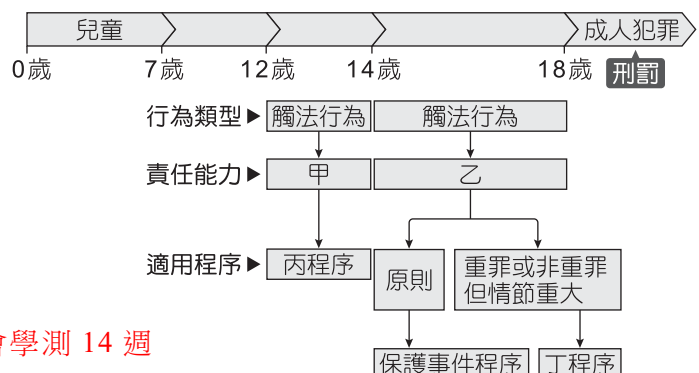 兒童
成人犯罪
0歲
7歲
12歲
14歲
18歲
刑罰
行為類型▶
觸法行為
觸法行為
責任能力▶
甲
乙
適用程序▶
丙程序
原則
重罪或非重罪
但情節重大
學測 14 週
保護事件程序
丁程序